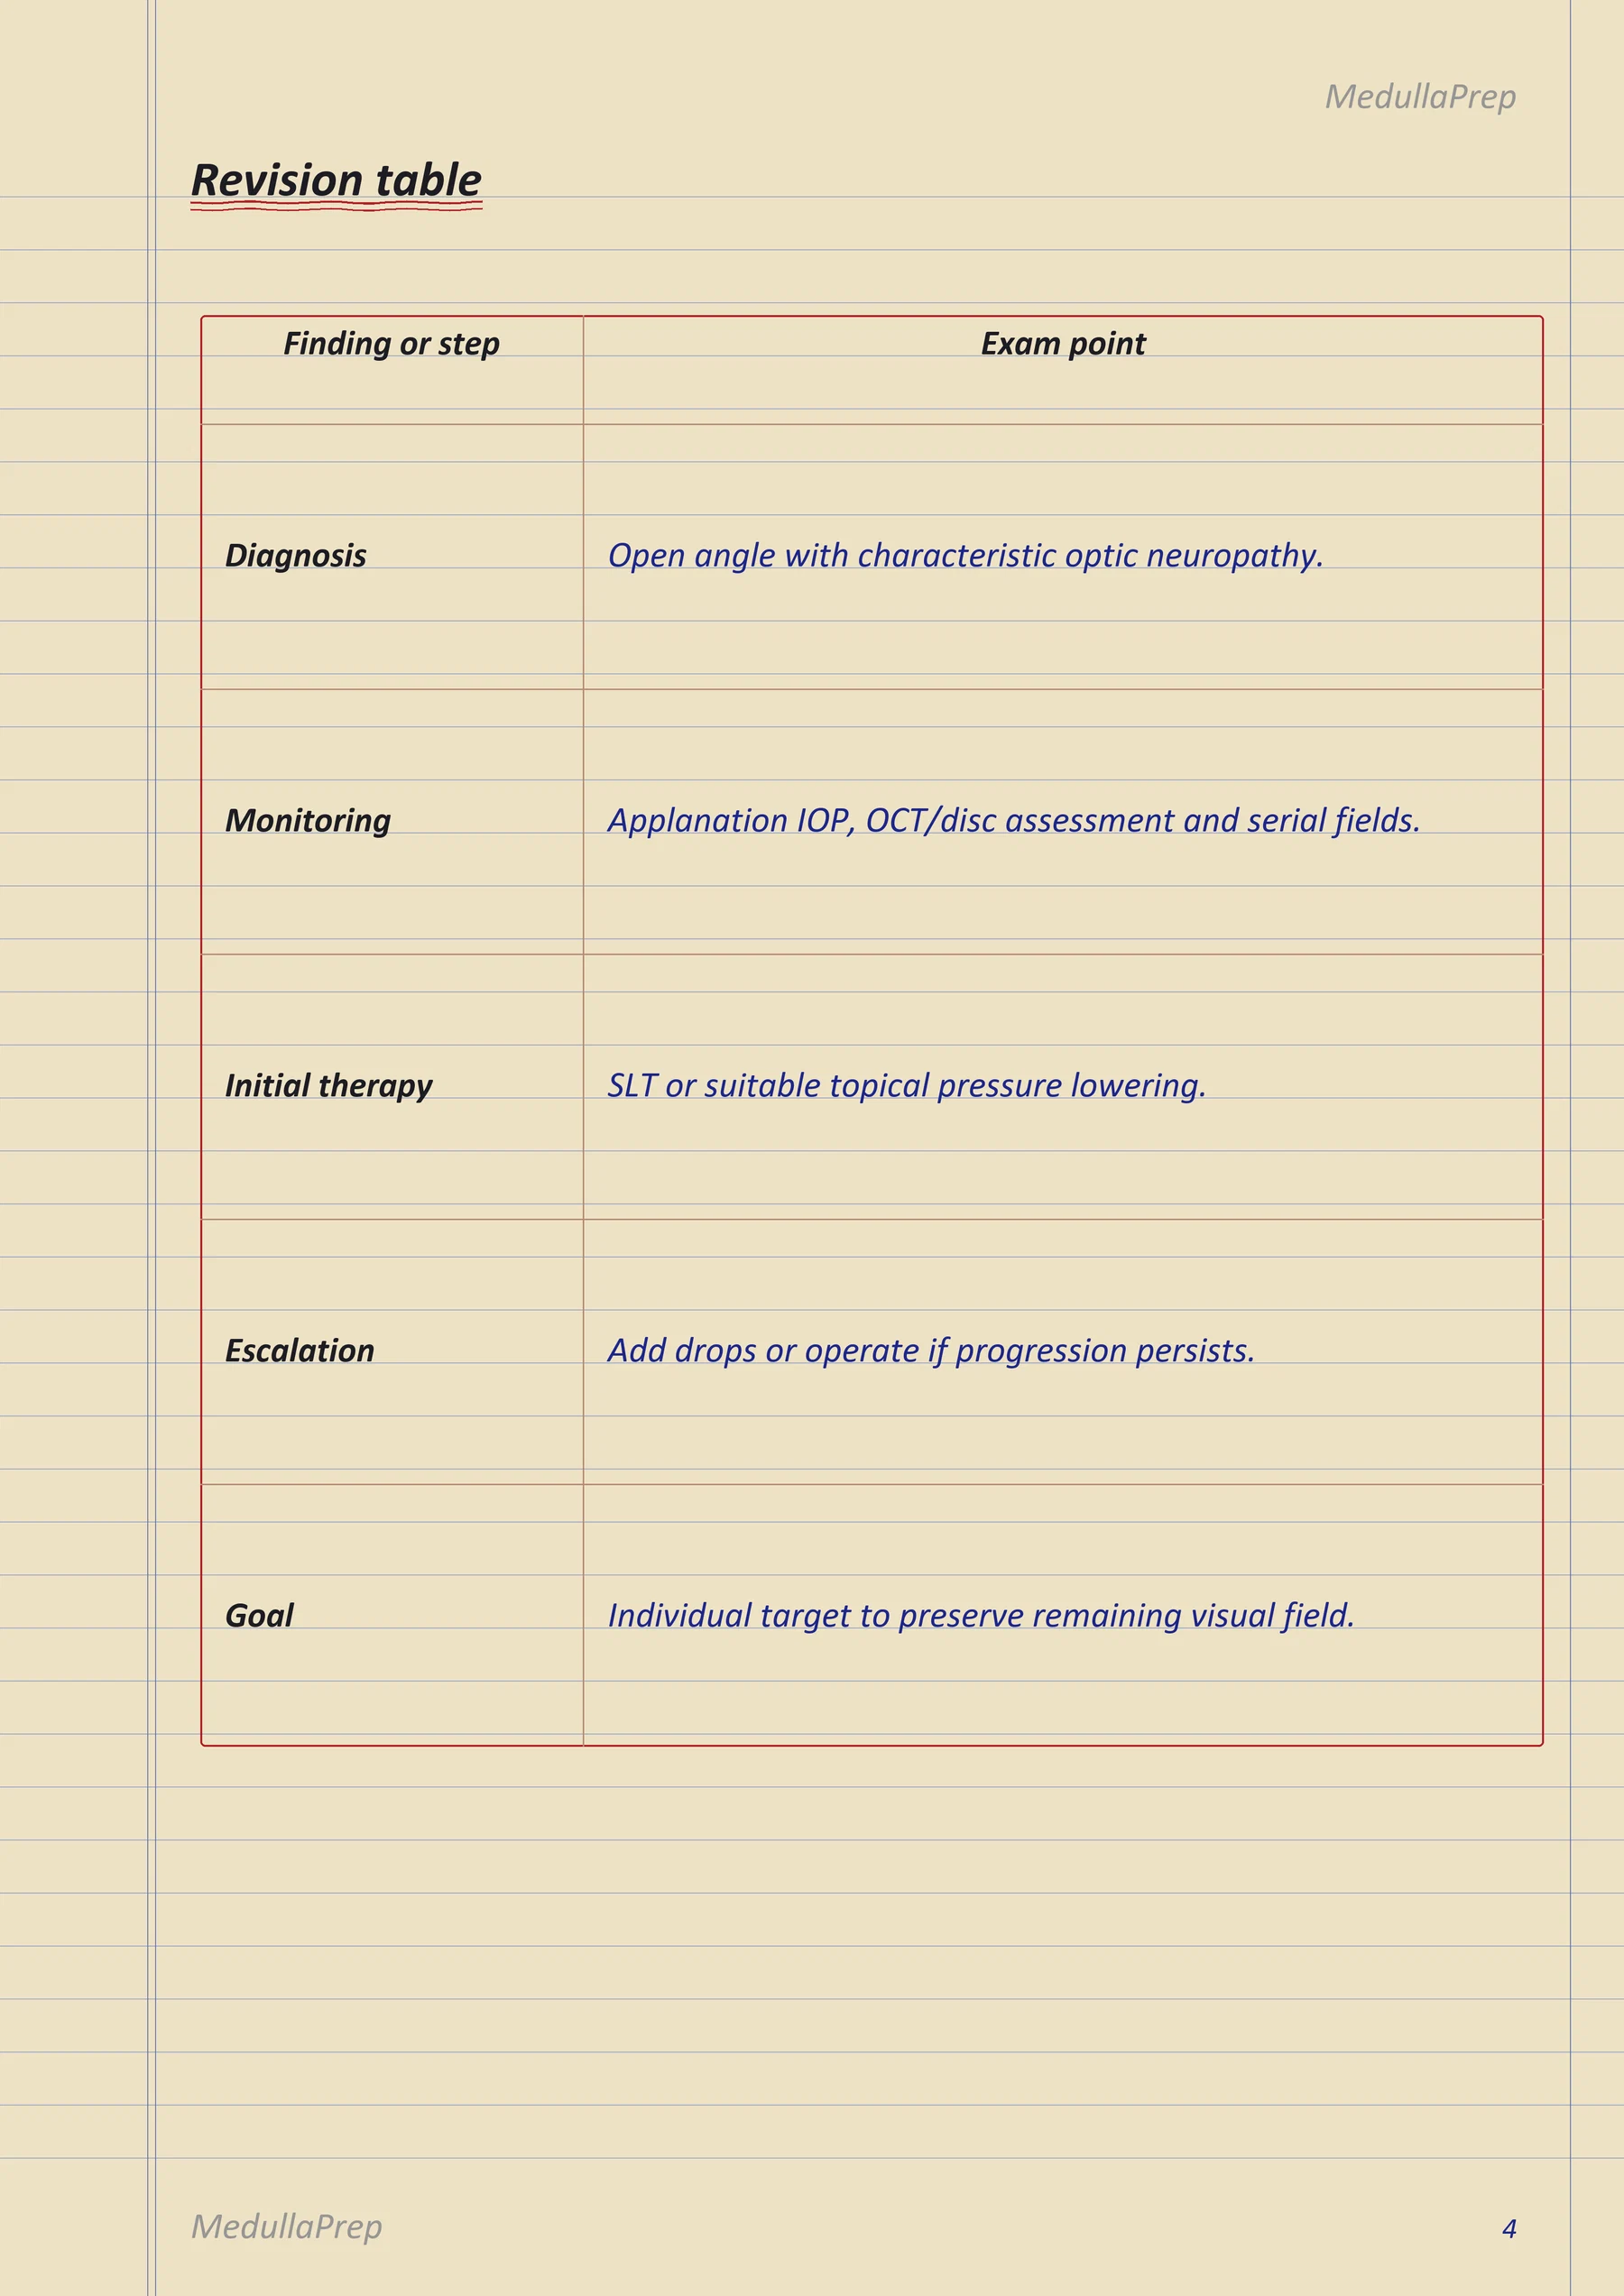 MedullaPrep
Revision table
Finding or step
Exam point
Diagnosis
Open angle with characteristic optic neuropathy.
Monitoring
Applanation IOP, OCT/disc assessment and serial fields.
Initial therapy
SLT or suitable topical pressure lowering.
Escalation
Add drops or operate if progression persists.
Goal
Individual target to preserve remaining visual field.
MedullaPrep
4